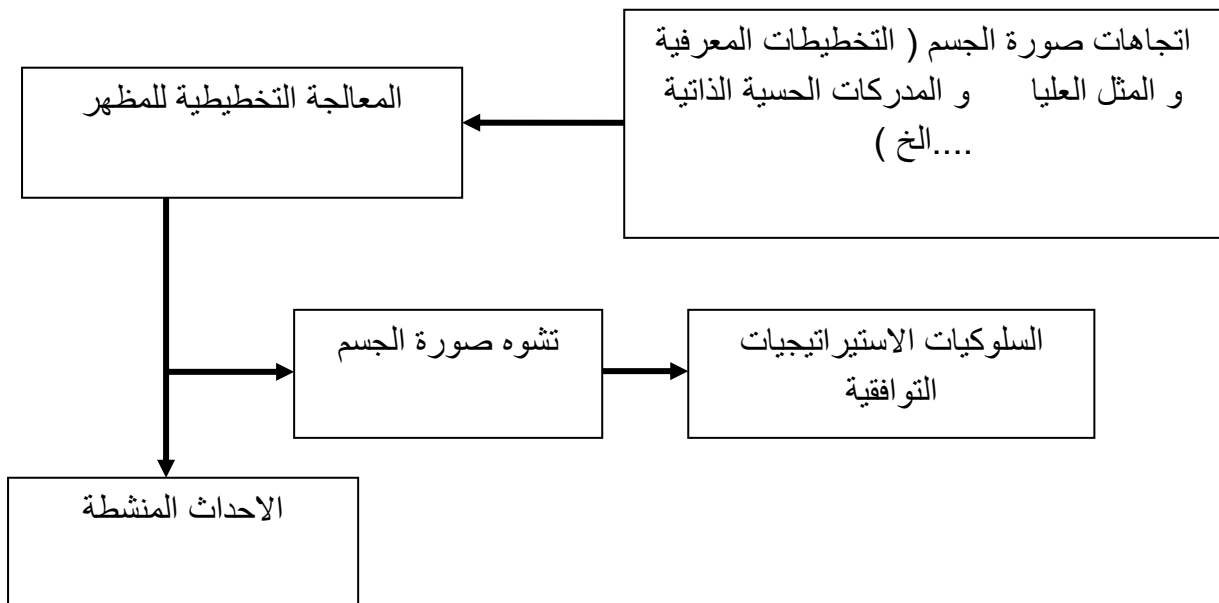 اتجاهات صورة الجسم ( التخطيطات المعرفية
و المثل العليا و المدركات الحسية الذاتية
....الخ )
المعالجة التخطيطية للمظهر
تشوه صورة الجسم
السلوكيات الاستيراتيجيات
التوافقية
الاحداث المنشطة